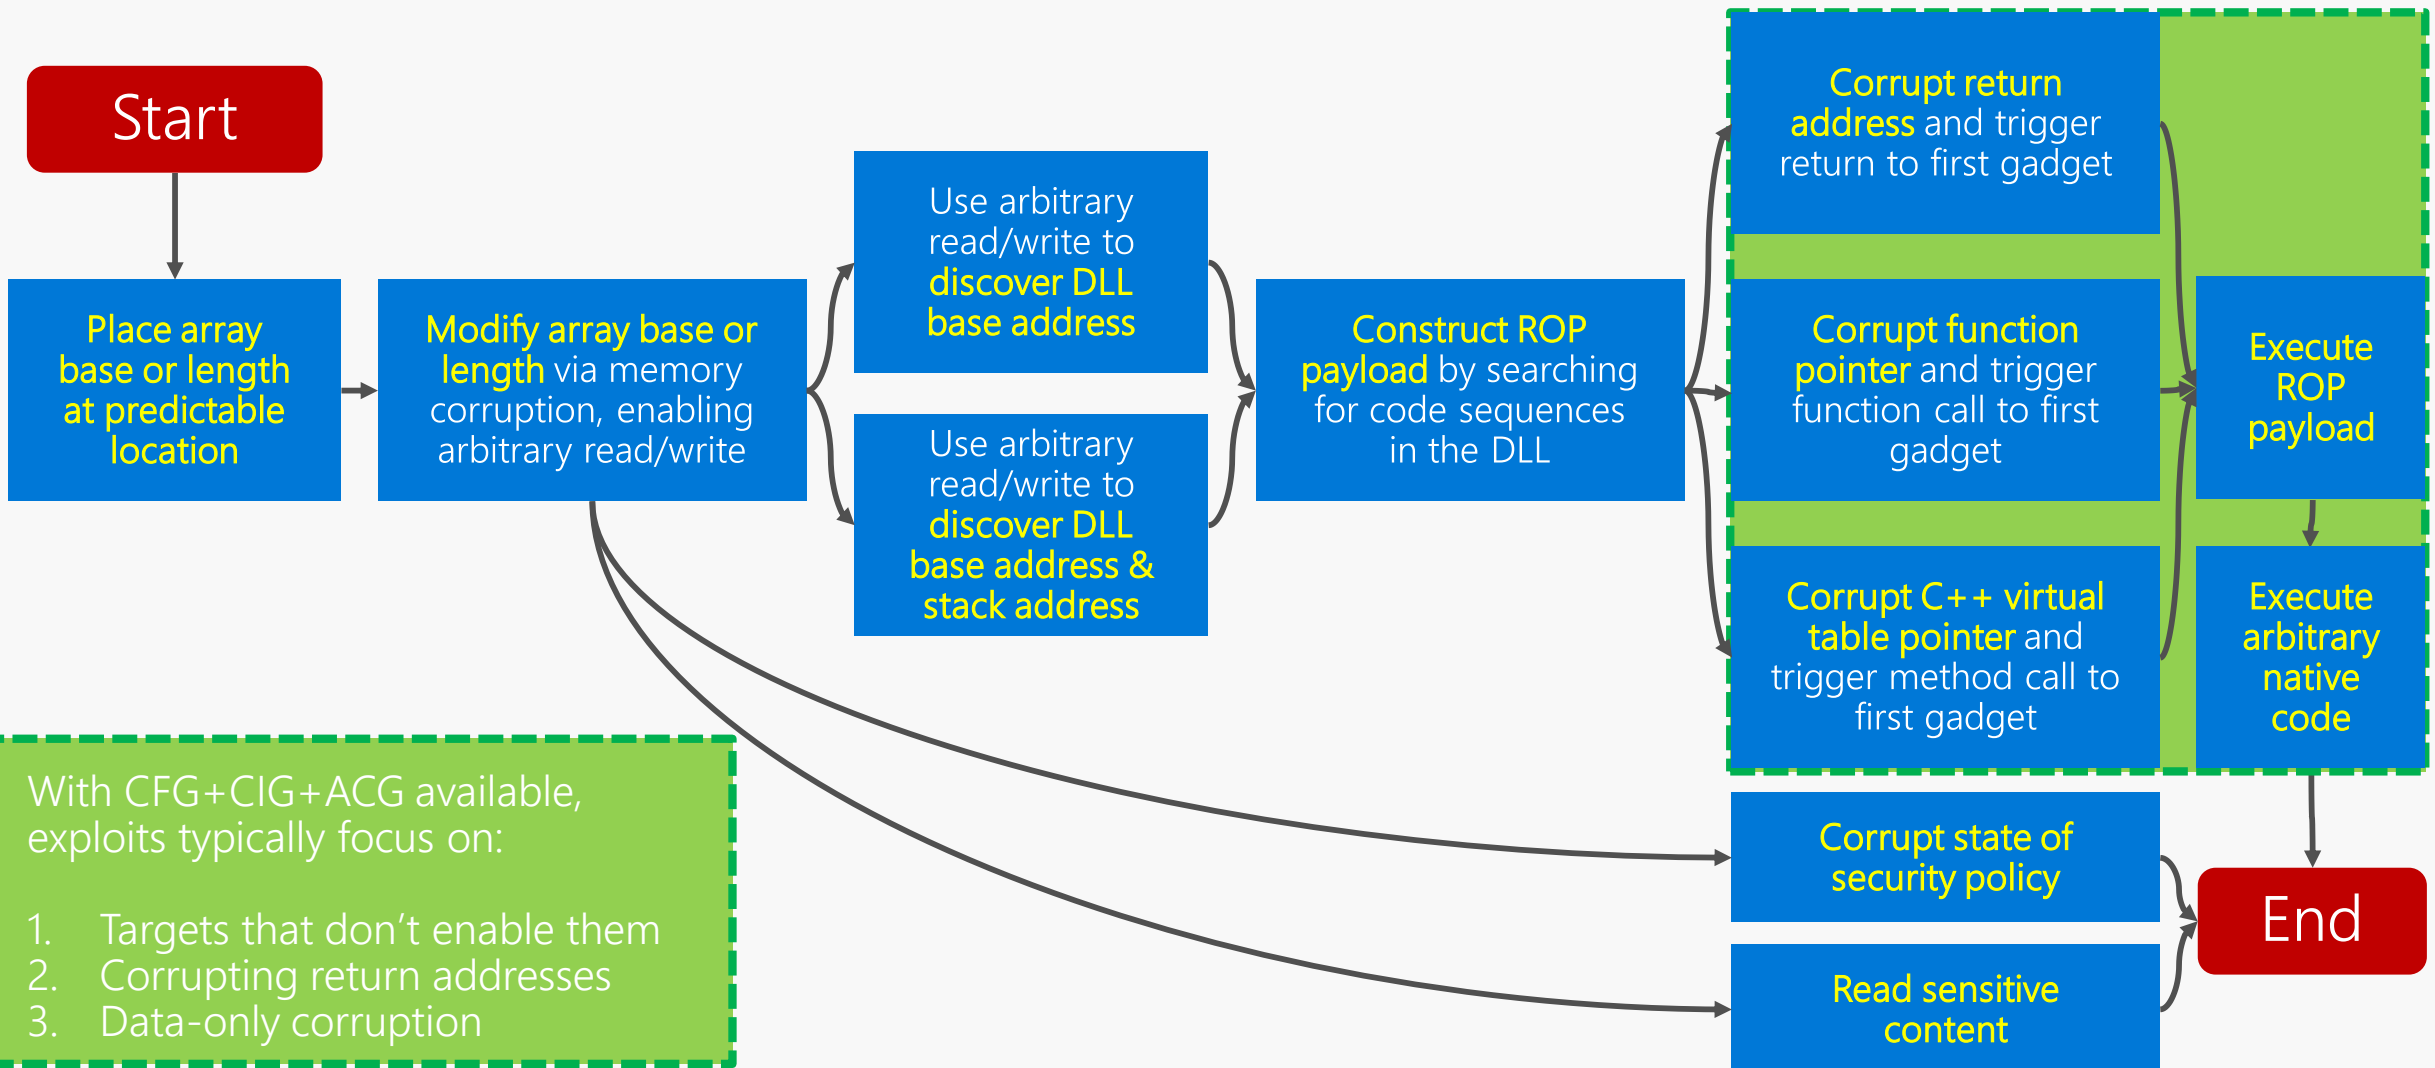 Start
Place array
base or length
at predictable
location
Modify array base or
length via memory
corruption, enabling
arbitrary read/write
Use arbitrary
read/write to
discover DLL
base address
Use arbitrary
read/write to
discover DLL
base address &
stack address
Construct ROP
payload by searching
for code sequences
in the DLL
Corrupt return
address and trigger
return to first gadget
Corrupt function
pointer and trigger
function call to first
gadget
Corrupt C++ virtual
table pointer and
trigger method call to
first gadget
Execute
ROP
payload
Execute
arbitrary
native
code
Corrupt state of
security policy
Read sensitive
content
End
With CFG+CIG+ACG available,
exploits typically focus on:
1. Targets that don’t enable them
2. Corrupting return addresses
3. Data-only corruption